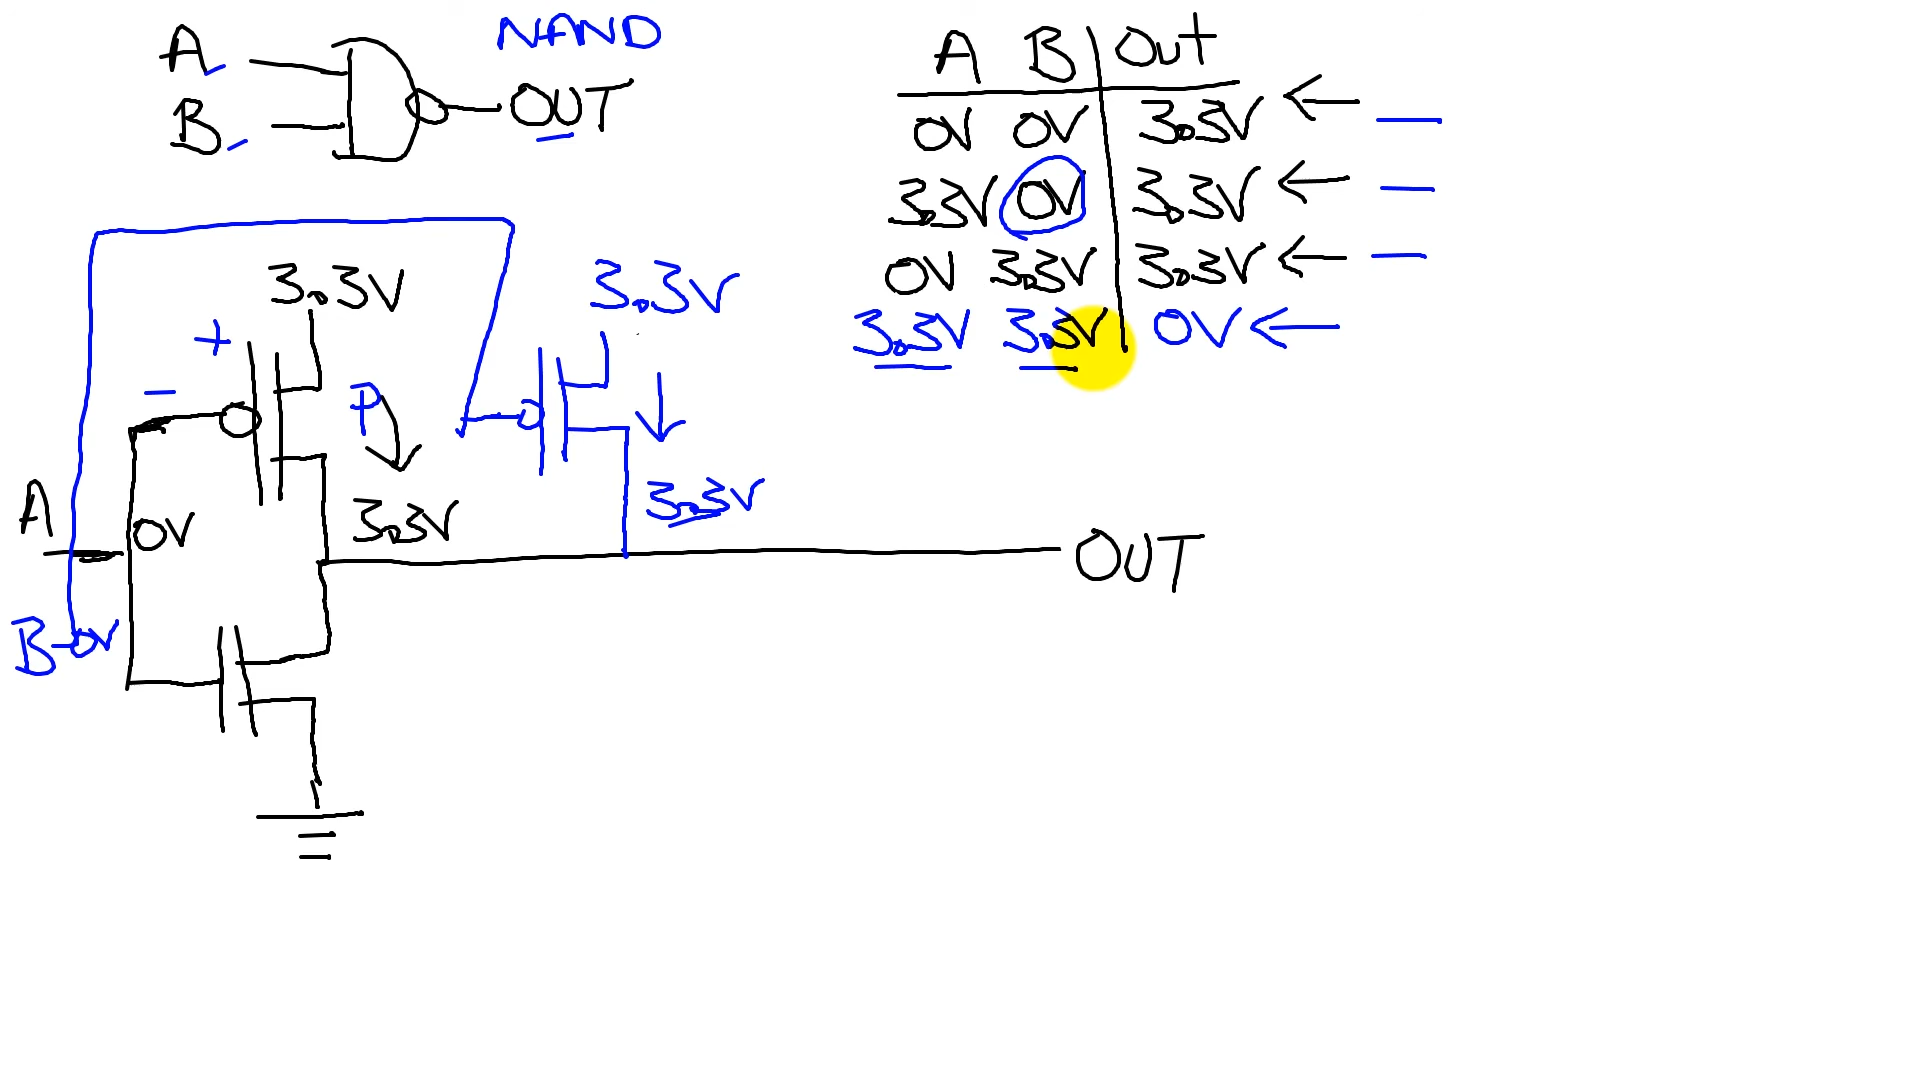 NAND
A
B
OUT
A B Out
0V 0V 3.3V
3.3V 0V 3.3V
0V 3.3V 3.3V
3.3V 3.3V 0V
3.3V 3.3V
+
-
P
A
0V
3.3V
3.3V
OUT
B 0V